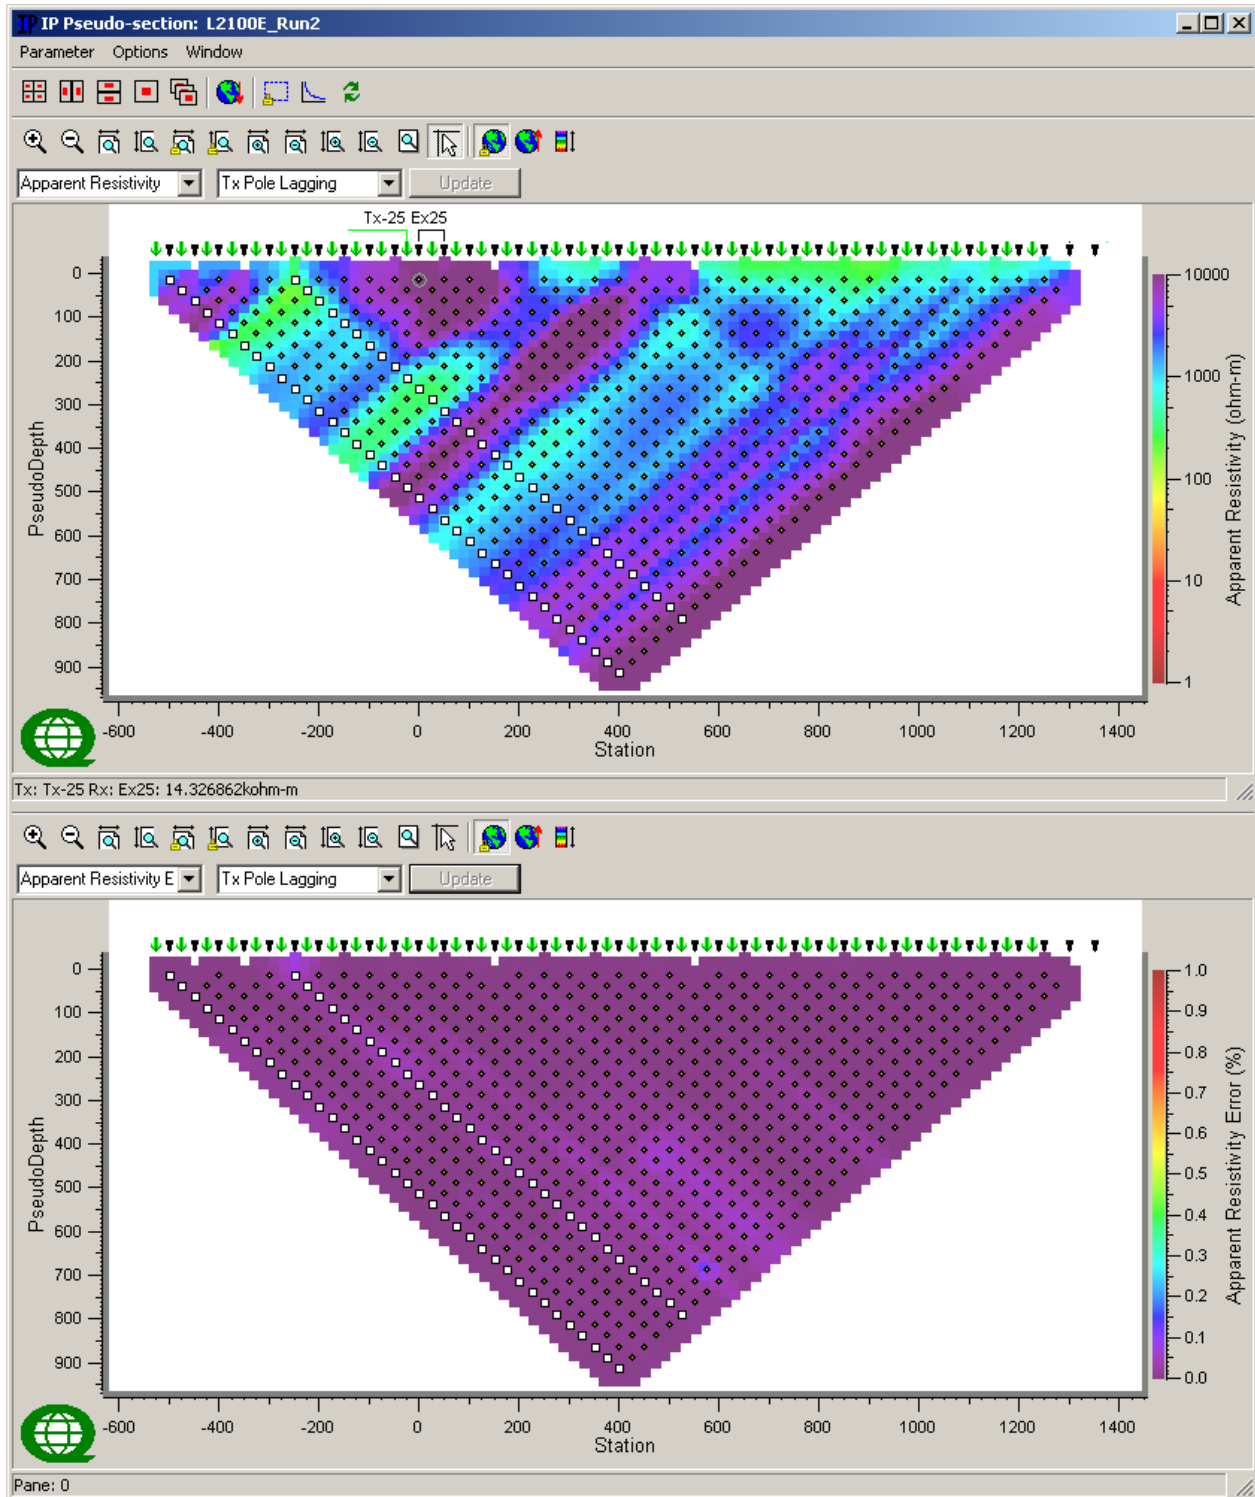 IP IP Pseudo-section: L2100E_Run2
Parameter Options Window
Apparent Resistivity Tx Pole Lagging Update
Tx-25 Ex25
0
100
200
300
400
500
600
700
800
900
PseudoDepth
10000
1000
100
10
1
Apparent Resistivity (ohm-m)
-600 -400 -200 0 200 400 600 800 1000 1200 1400
Station
Tx: Tx-25 Rx: Ex25: 14.326862kohm-m
Apparent Resistivity E Tx Pole Lagging Update
0
100
200
300
400
500
600
700
800
900
PseudoDepth
1.0
0.9
0.8
0.7
0.6
0.5
0.4
0.3
0.2
0.1
0.0
Apparent Resistivity Error (%)
-600 -400 -200 0 200 400 600 800 1000 1200 1400
Station
Pane: 0